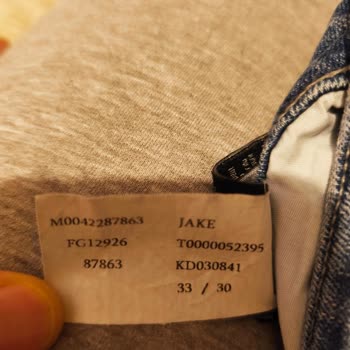 M0042287863 JAKE
FG12926 T0000052395
87863 KD030841
33 / 30